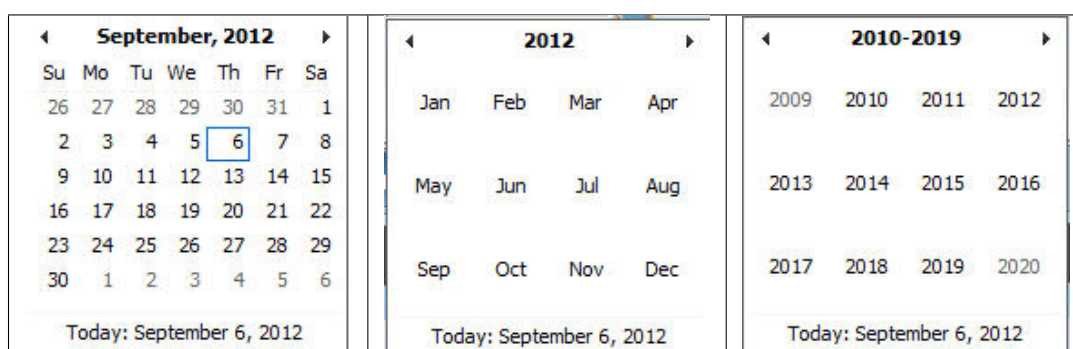 September, 2012
Su Mo Tu We Th Fr Sa
26 27 28 29 30 31 1
2 3 4 5 6 7 8
9 10 11 12 13 14 15
16 17 18 19 20 21 22
23 24 25 26 27 28 29
30 1 2 3 4 5 6
Today: September 6, 2012
2012
Jan Feb Mar Apr
May Jun Jul Aug
Sep Oct Nov Dec
Today: September 6, 2012
2010-2019
2009 2010 2011 2012
2013 2014 2015 2016
2017 2018 2019 2020
Today: September 6, 2012